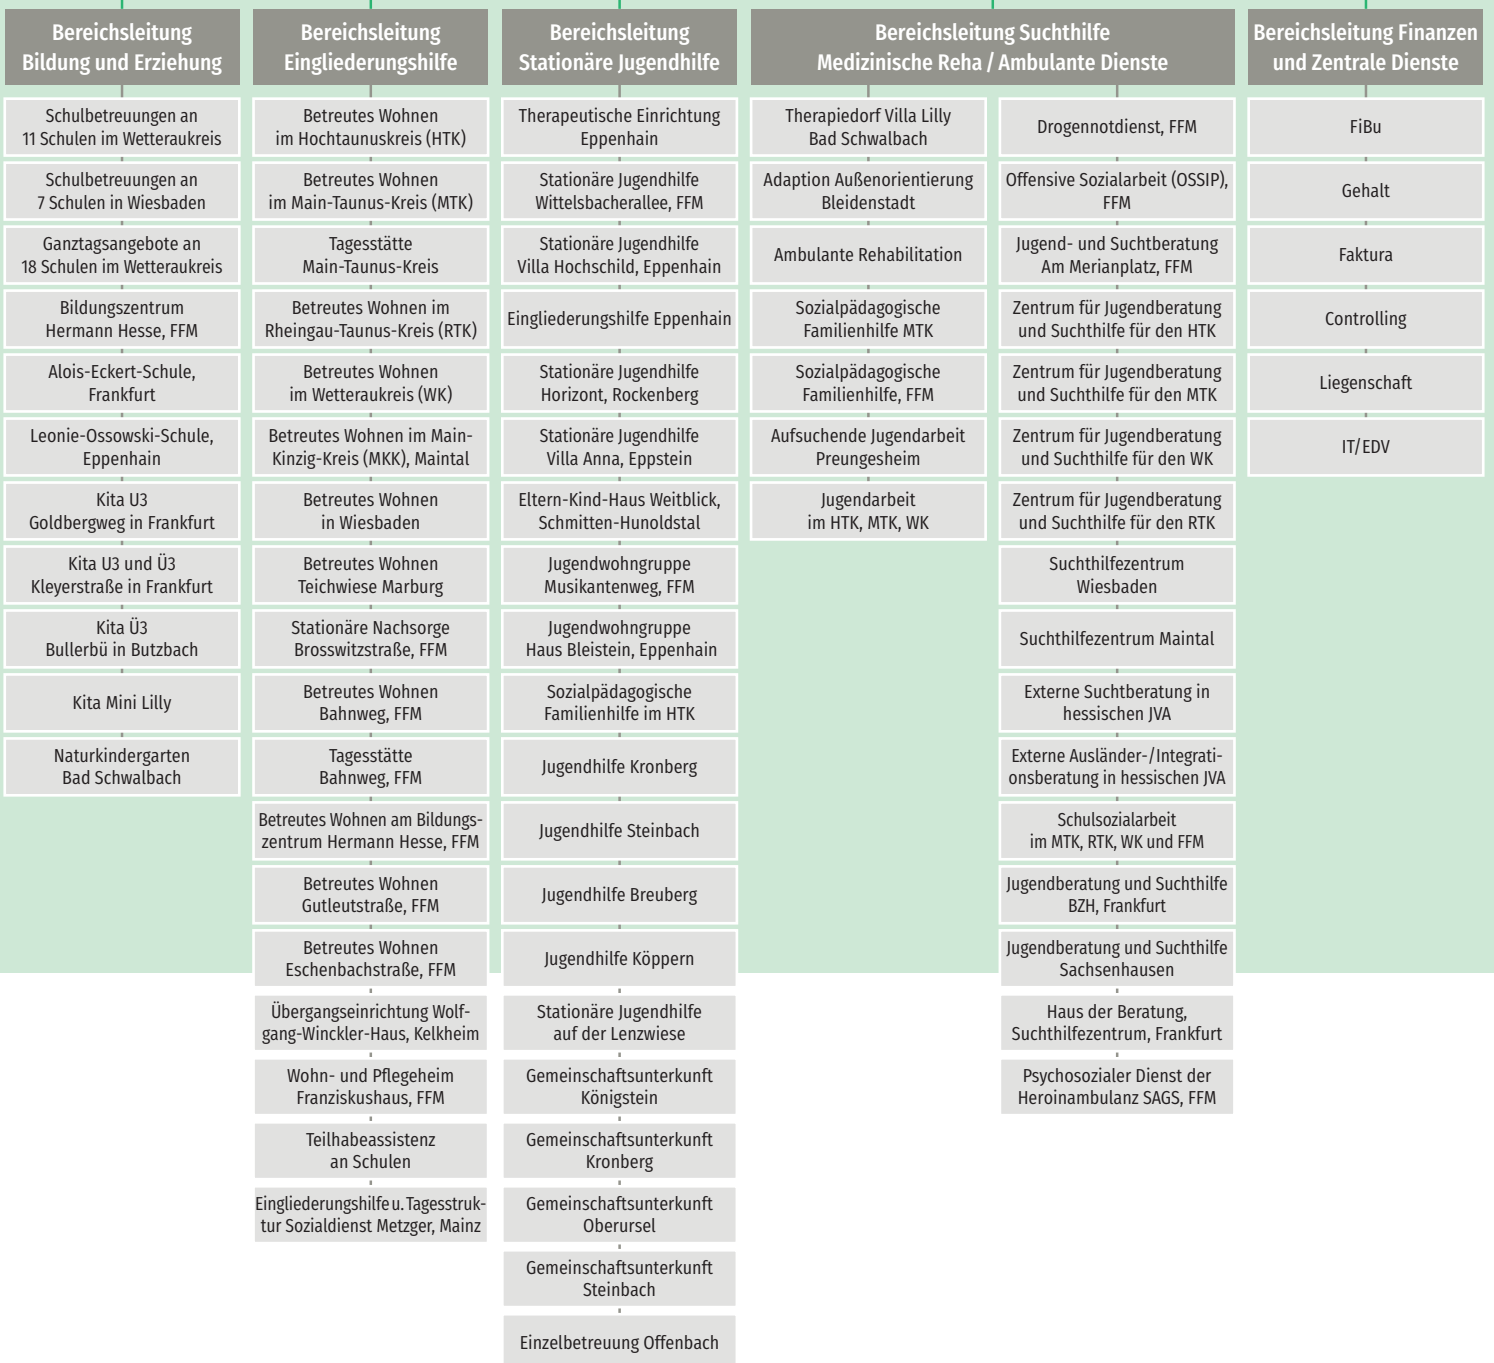 Bereichsleitung
Bildung und Erziehung
Schulbetreuungen an
11 Schulen im Wetteraukreis
Schulbetreuungen an
7 Schulen in Wiesbaden
Ganztagsangebote an
18 Schulen im Wetteraukreis
Bildungszentrum
Hermann Hesse, FFM
Alois-Eckert-Schule,
Frankfurt
Leonie-Ossowski-Schule,
Eppenhain
Kita U3
Goldbergweg in Frankfurt
Kita U3 und Ü3
Kleyerstraße in Frankfurt
Kita Ü3
Bullerbü in Butzbach
Kita Mini Lilly
Naturkindergarten
Bad Schwalbach
Bereichsleitung
Eingliederungshilfe
Betreutes Wohnen
im Hochtaunuskreis (HTK)
Betreutes Wohnen
im Main-Taunus-Kreis (MTK)
Tagesstätte
Main-Taunus-Kreis
Betreutes Wohnen im
Rheingau-Taunus-Kreis (RTK)
Betreutes Wohnen
im Wetteraukreis (WK)
Betreutes Wohnen im Main-
Kinzig-Kreis (MKK), Maintal
Betreutes Wohnen
in Wiesbaden
Betreutes Wohnen
Teichwiese Marburg
Stationäre Nachsorge
Brosswitzstraße, FFM
Betreutes Wohnen
Bahnweg, FFM
Tagesstätte
Bahnweg, FFM
Betreutes Wohnen am Bildungs-
zentrum Hermann Hesse, FFM
Betreutes Wohnen
Gutleutstraße, FFM
Betreutes Wohnen
Eschenbachstraße, FFM
Übergangseinrichtung Wolf-
gang-Winckler-Haus, Kelkheim
Wohn- und Pflegeheim
Franziskushaus, FFM
Teilhabeassistenz
an Schulen
Eingliederungshilfe u. Tagesstruk-
tur Sozialdienst Metzger, Mainz
Bereichsleitung
Stationäre Jugendhilfe
Therapeutische Einrichtung
Eppenhain
Stationäre Jugendhilfe
Wittelsbacherallee, FFM
Stationäre Jugendhilfe
Villa Hochschild, Eppenhain
Eingliederungshilfe Eppenhain
Stationäre Jugendhilfe
Horizont, Rockenberg
Stationäre Jugendhilfe
Villa Anna, Eppstein
Eltern-Kind-Haus Weitblick,
Schmitten-Hunoldstal
Jugendwohngruppe
Musikantenweg, FFM
Jugendwohngruppe
Haus Bleistein, Eppenhain
Sozialpädagogische
Familienhilfe im HTK
Jugendhilfe Kronberg
Jugendhilfe Steinbach
Jugendhilfe Breuberg
Jugendhilfe Köppern
Stationäre Jugendhilfe
auf der Lenzwiese
Gemeinschaftsunterkunft
Königstein
Gemeinschaftsunterkunft
Kronberg
Gemeinschaftsunterkunft
Oberursel
Gemeinschaftsunterkunft
Steinbach
Einzelbetreuung Offenbach
Bereichsleitung Suchthilfe
Medizinische Reha / Ambulante Dienste
Therapiedorf Villa Lilly
Bad Schwalbach
Adaption Außenorientierung
Bleidenstadt
Ambulante Rehabilitation
Sozialpädagogische
Familienhilfe MTK
Sozialpädagogische
Familienhilfe, FFM
Aufsuchende Jugendarbeit
Preungesheim
Jugendarbeit
im HTK, MTK, WK
Drogennotdienst, FFM
Offensive Sozialarbeit (OSSIP),
FFM
Jugend- und Suchtberatung
Am Merianplatz, FFM
Zentrum für Jugendberatung
und Suchthilfe für den HTK
Zentrum für Jugendberatung
und Suchthilfe für den MTK
Zentrum für Jugendberatung
und Suchthilfe für den WK
Zentrum für Jugendberatung
und Suchthilfe für den RTK
Suchthilfezentrum
Wiesbaden
Suchthilfezentrum Maintal
Externe Suchtberatung in
hessischen JVA
Externe Ausländer-/Integrati-
onsberatung in hessischen JVA
Schulsozialarbeit
im MTK, RTK, WK und FFM
Jugendberatung und Suchthilfe
BZH, Frankfurt
Jugendberatung und Suchthilfe
Sachsenhausen
Haus der Beratung,
Suchthilfezentrum, Frankfurt
Psychosozialer Dienst der
Heroinambulanz SAGS, FFM
Bereichsleitung Finanzen
und Zentrale Dienste
FiBu
Gehalt
Faktura
Controlling
Liegenschaft
IT/EDV